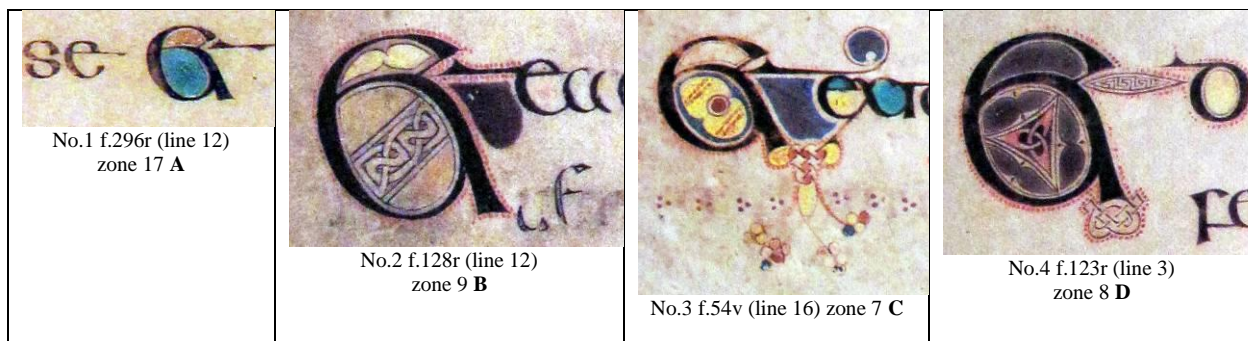 se a
No.1 f.296r (line 12)
zone 17 A
a ecc
No.2 f.128r (line 12)
zone 9 B
No.3 f.54v (line 16) zone 7 C
No.4 f.123r (line 3)
zone 8 D